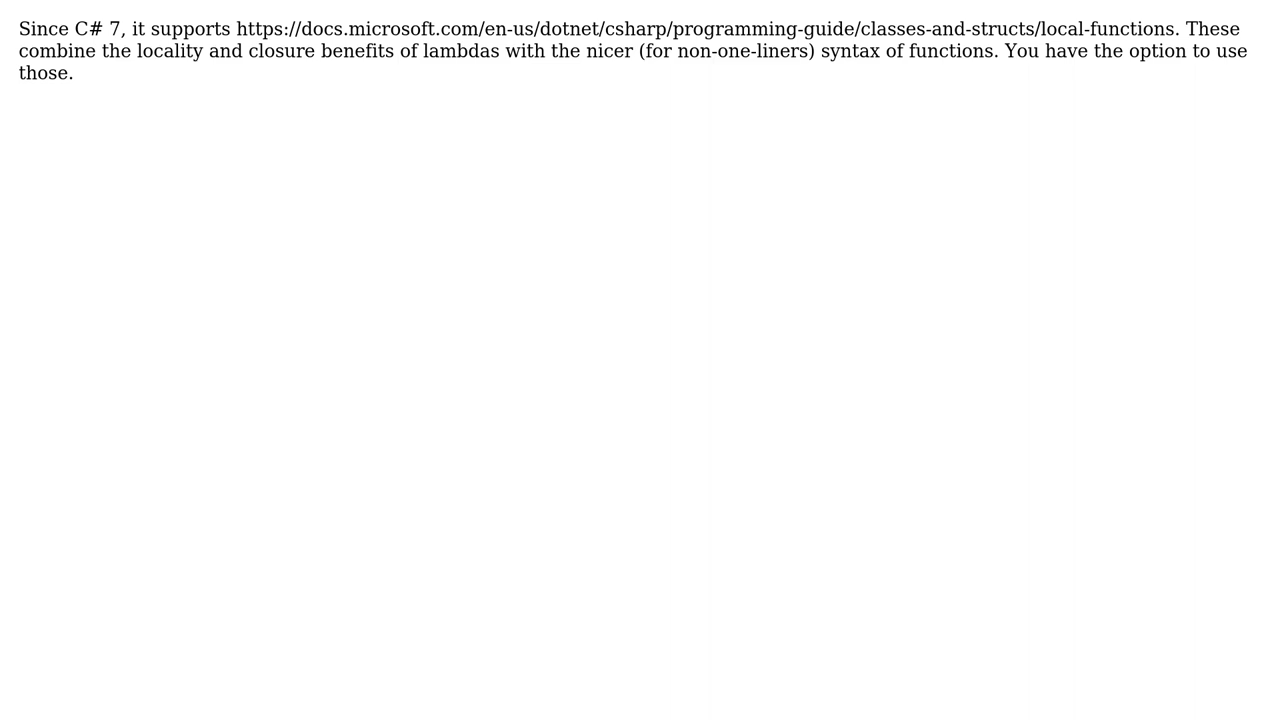 Since C# 7, it supports https://docs.microsoft.com/en-us/dotnet/csharp/programming-guide/classes-and-structs/local-functions. These
combine the locality and closure benefits of lambdas with the nicer (for non-one-liners) syntax of functions. You have the option to use
those.